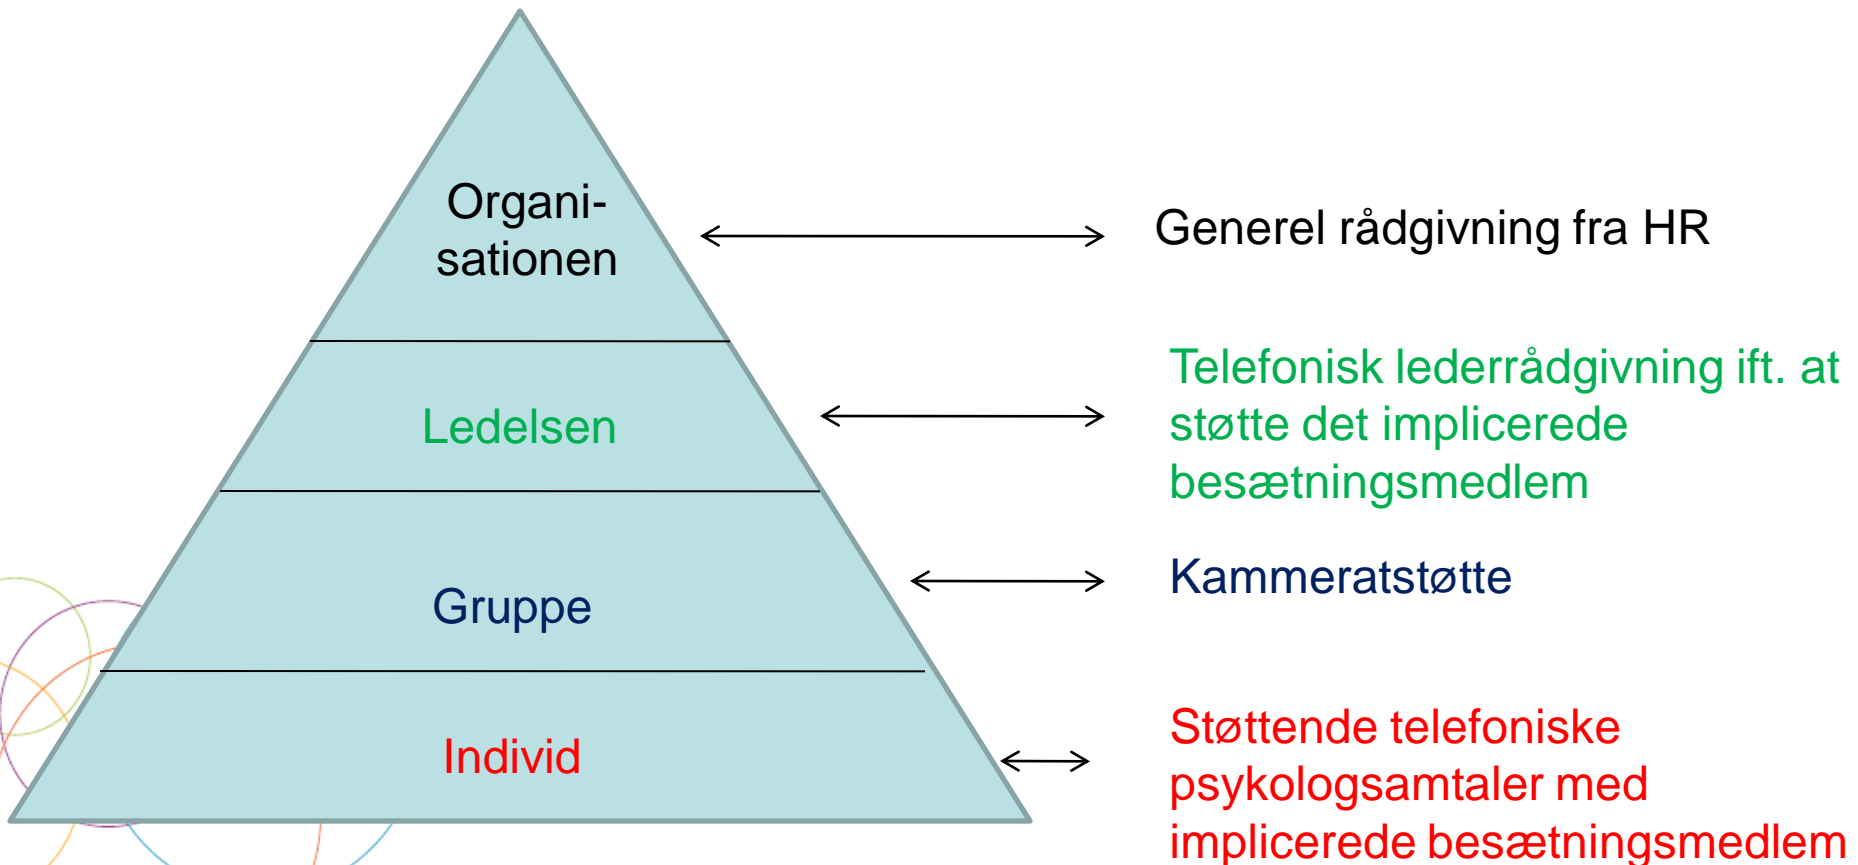 Organi-
sationen
Generel rådgivning fra HR
Ledelsen
Telefonisk lederrådgivning ift. at
støtte det implicerede
besætningsmedlem
Gruppe
Kammeratstøtte
Individ
Støttende telefoniske
psykologsamtaler med
implicerede besætningsmedlem